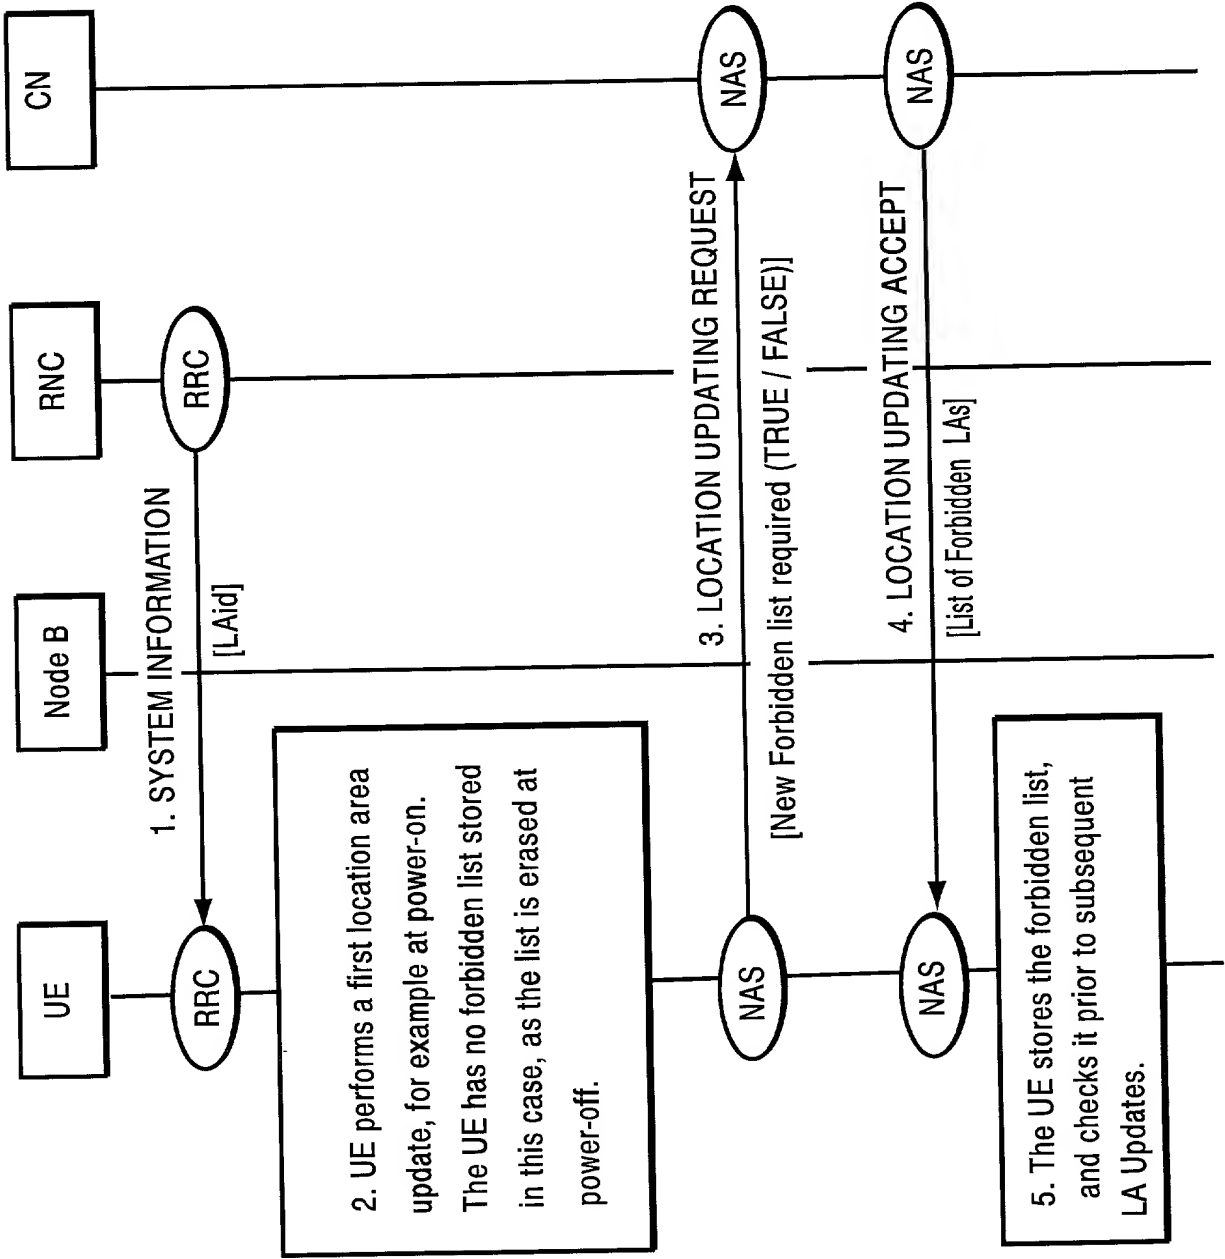 UE
Node B
RNC
CN
RRC
RRC
1. SYSTEM INFORMATION
[LAid]
2. UE performs a first location area
update, for example at power-on.
The UE has no forbidden list stored
in this case, as the list is erased at
power-off.
NAS
NAS
3. LOCATION UPDATING REQUEST
[New Forbidden list required (TRUE / FALSE)]
NAS
NAS
4. LOCATION UPDATING ACCEPT
[List of Forbidden LAs]
5. The UE stores the forbidden list,
and checks it prior to subsequent
LA Updates.